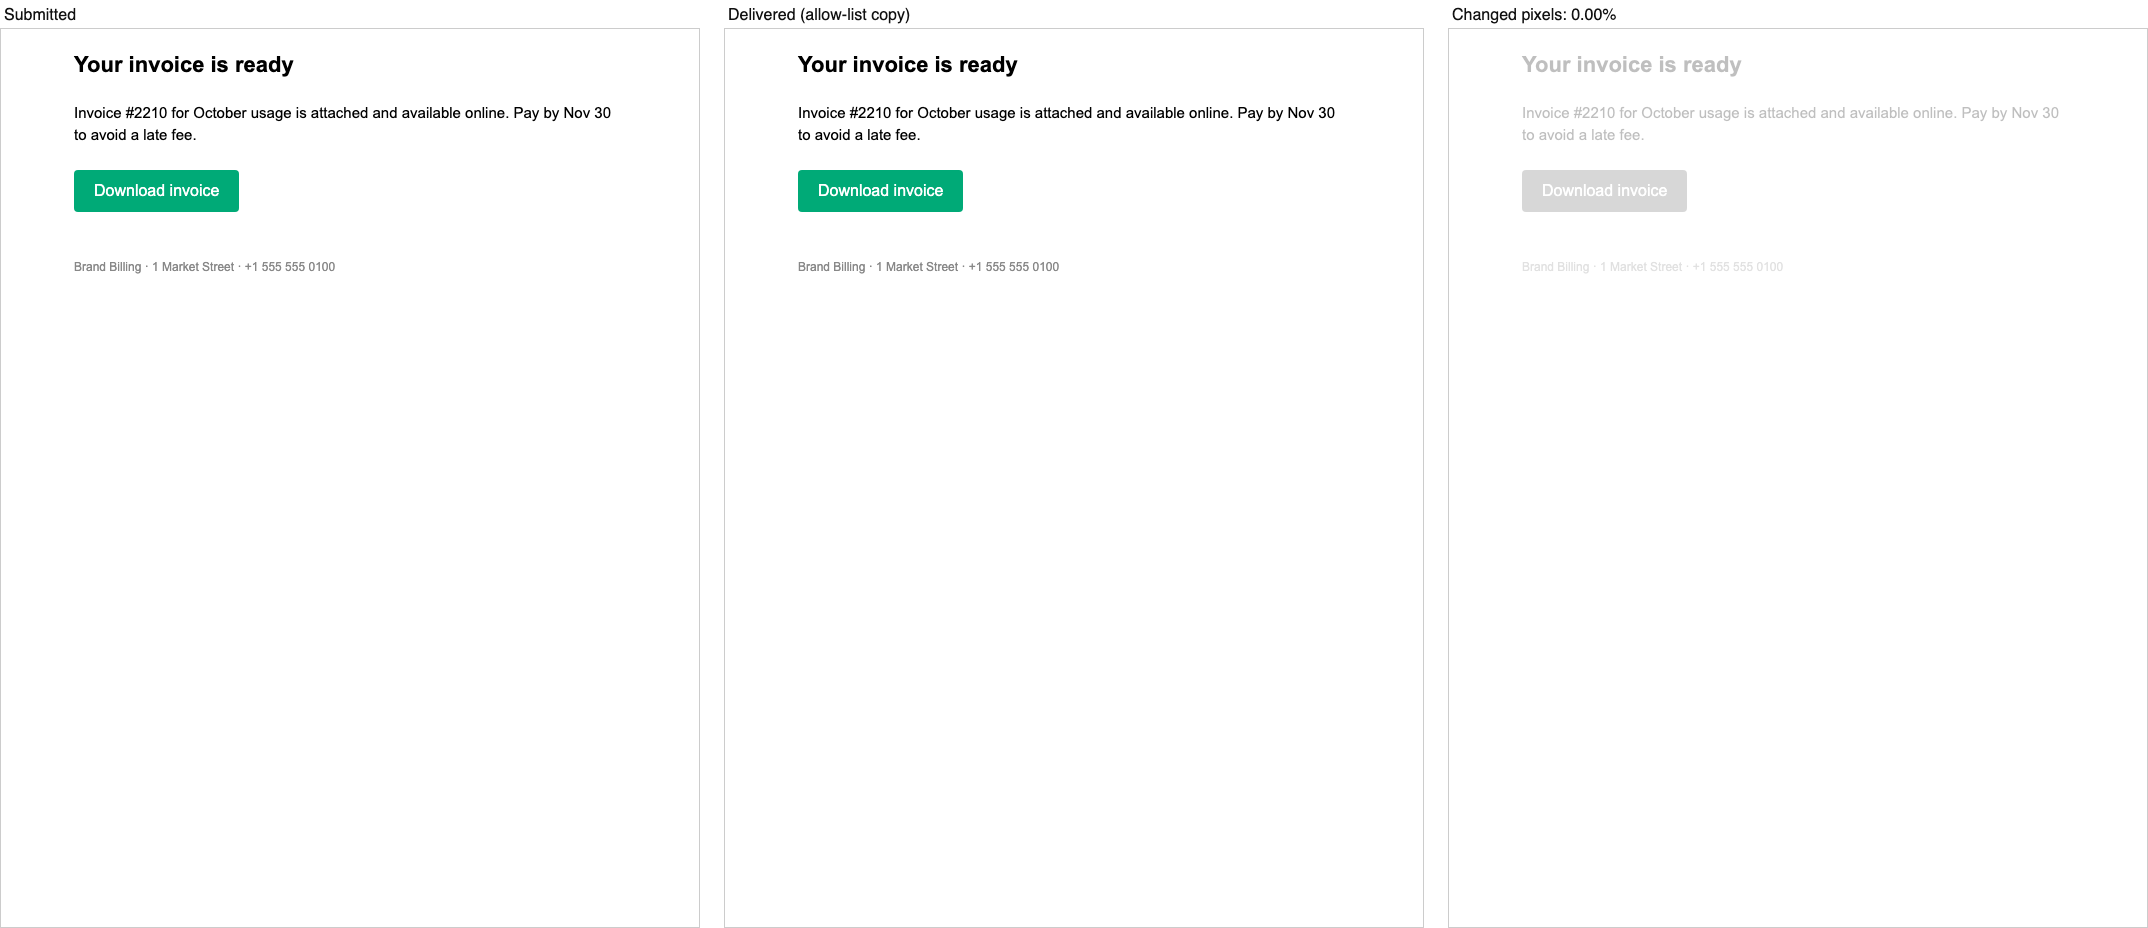 Submitted
Your invoice is ready
Invoice #2210 for October usage is attached and available online. Pay by Nov 30
to avoid a late fee.
Download invoice
Brand Billing · 1 Market Street · +1 555 555 0100
Delivered (allow-list copy)
Your invoice is ready
Invoice #2210 for October usage is attached and available online. Pay by Nov 30
to avoid a late fee.
Download invoice
Brand Billing · 1 Market Street · +1 555 555 0100
Changed pixels: 0.00%
Your invoice is ready
Invoice #2210 for October usage is attached and available online. Pay by Nov 30
to avoid a late fee.
Download invoice
Brand Billing · 1 Market Street · +1 555 555 0100